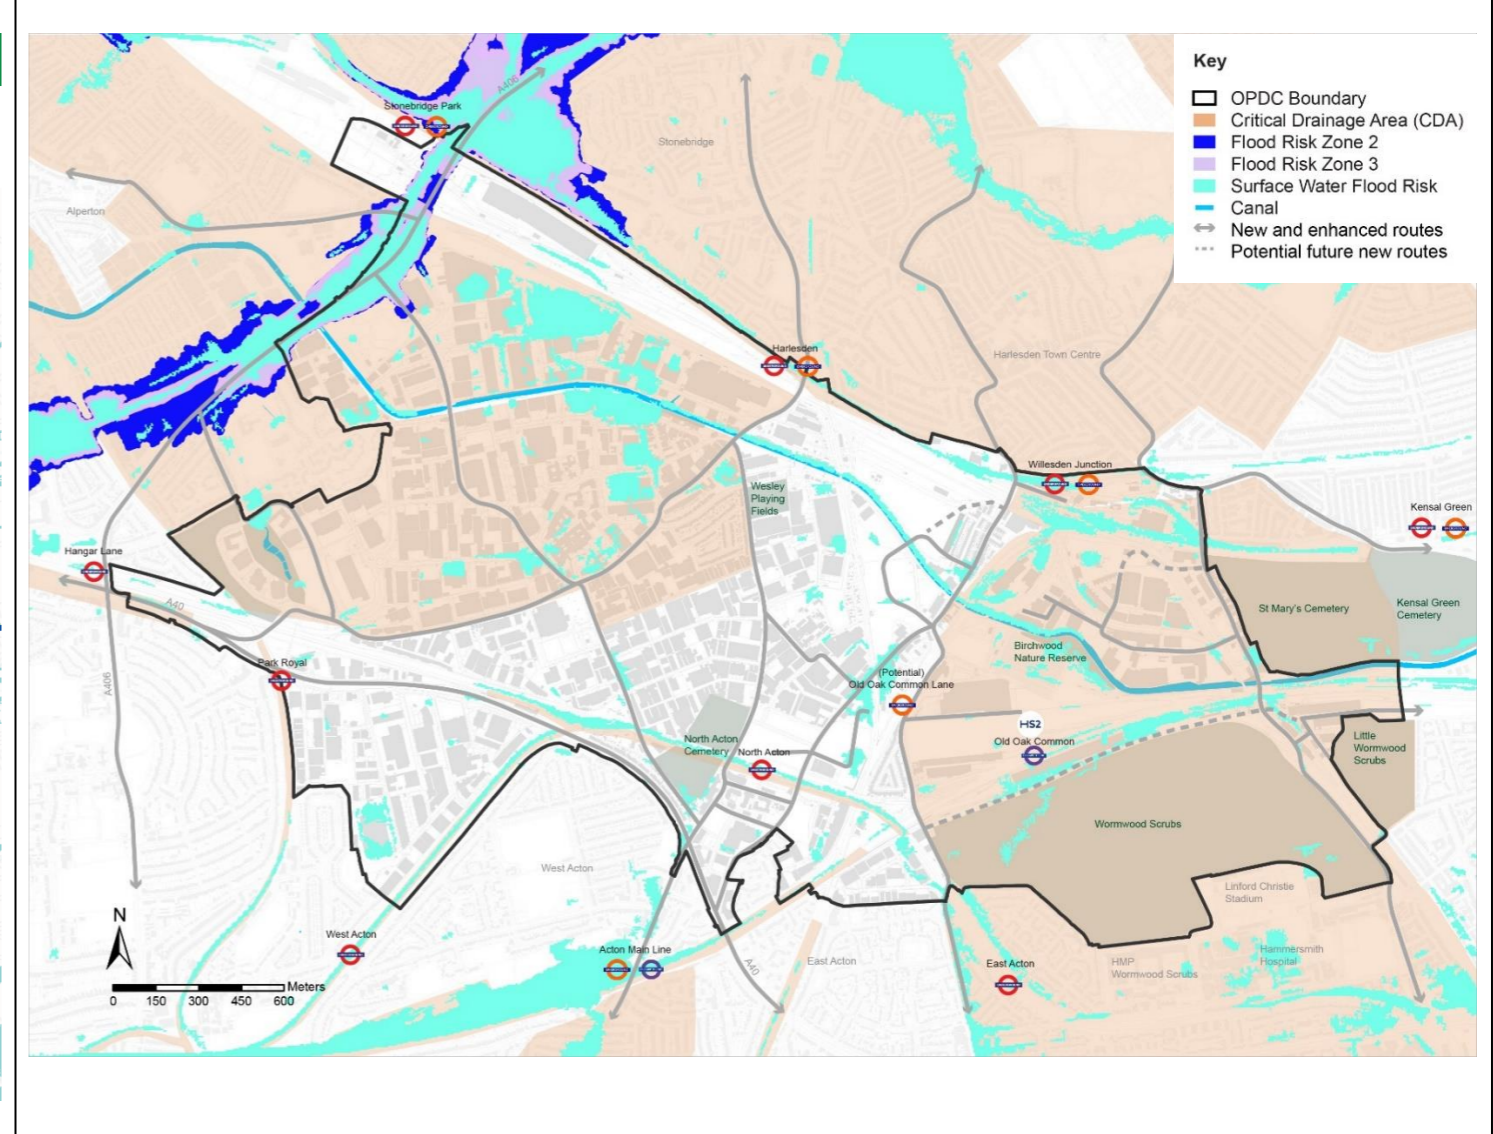 Key
OPDC Boundary
Critical Drainage Area (CDA)
Flood Risk Zone 2
Flood Risk Zone 3
Surface Water Flood Risk
Canal
New and enhanced routes
Potential future new routes
A406
Stonebridge Park
Stonebridge
Alperton
Harlesden
Harlesden Town Centre
Willesden Junction
Wesley
Playing
Fields
Kensal Green
Hangar Lane
A40
St Mary's Cemetery
Kensal Green
Cemetery
Birchwood
Nature Reserve
Park Royal
A406
(Potential)
Old Oak Common Lane
HS2
Old Oak Common
North Acton
Cemetery
North Acton
Little
Wormwood
Scrubs
Wormwood Scrubs
West Acton
Linford Christie
Stadium
N
West Acton
Acton Main Line
A40
East Acton
East Acton
HMP
Wormwood Scrubs
Hammersmith
Hospital
Meters
0 150 300 450 600